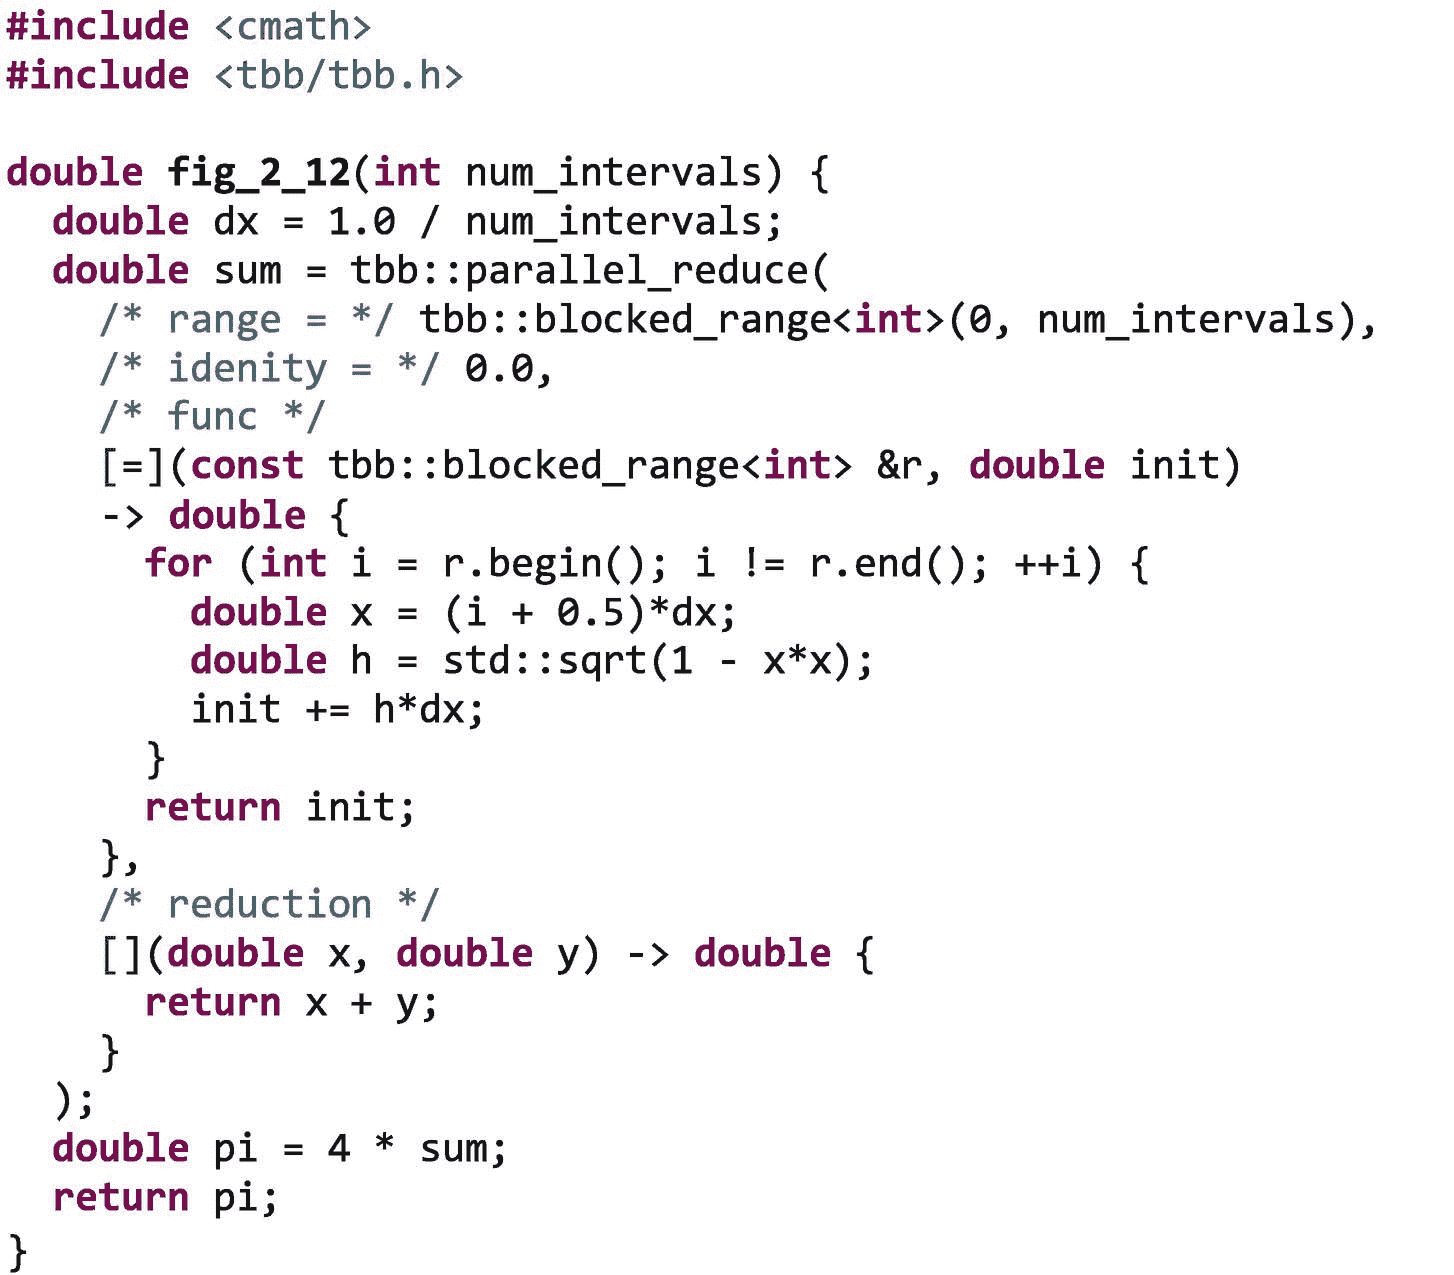 #include <cmath>
#include <tbb/tbb.h>

double fig_2_12(int num_intervals) {
  double dx = 1.0 / num_intervals;
  double sum = tbb::parallel_reduce(
    /* range = */ tbb::blocked_range<int>(0, num_intervals),
    /* idenity = */ 0.0,
    /* func */
    [=](const tbb::blocked_range<int> &r, double init)
    -> double {
      for (int i = r.begin(); i != r.end(); ++i) {
        double x = (i + 0.5)*dx;
        double h = std::sqrt(1 - x*x);
        init += h*dx;
      }
      return init;
    },
    /* reduction */
    [](double x, double y) -> double {
      return x + y;
    }
  );
  double pi = 4 * sum;
  return pi;
}